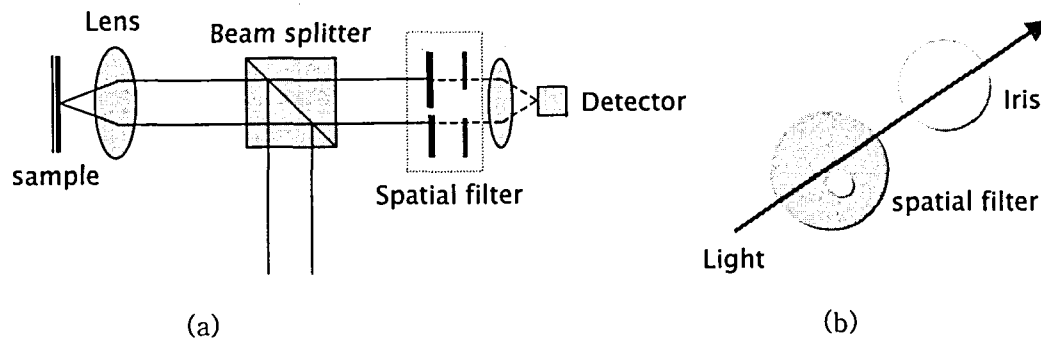 Lens
Beam splitter
Detector
sample
Spatial filter
(a)
Iris
spatial filter
Light
(b)